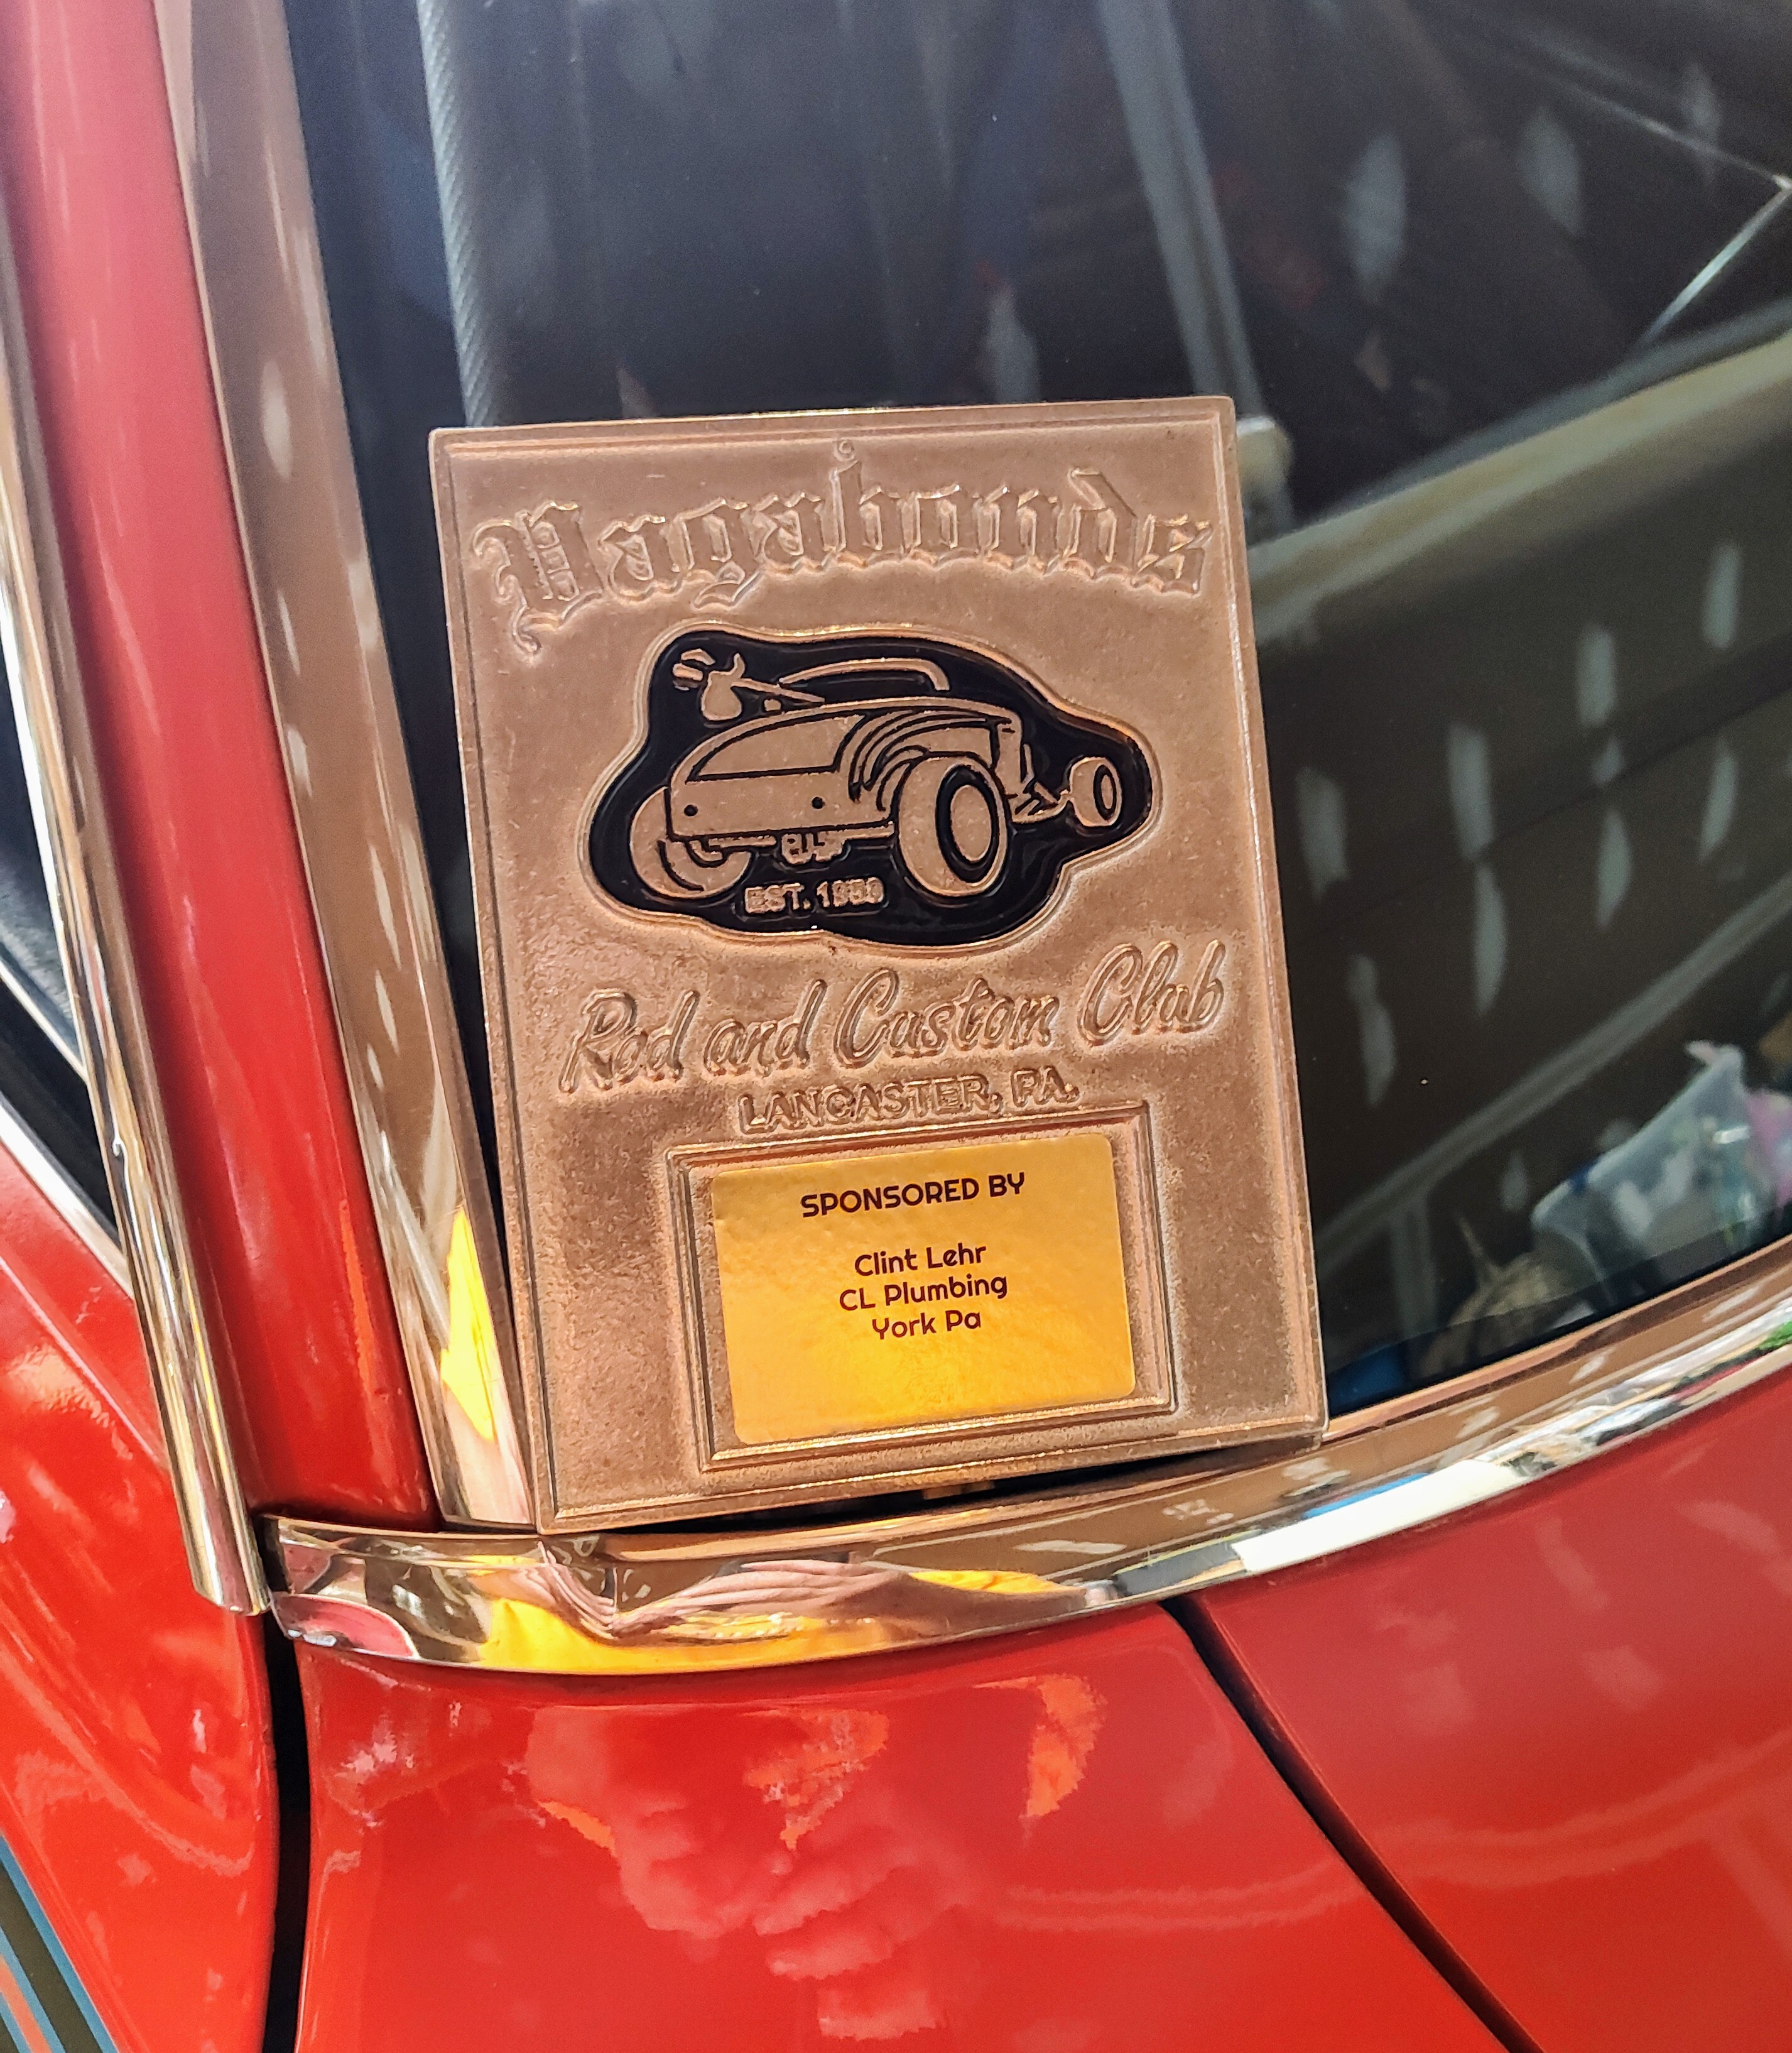 Vagabonds
EST. 1950
Rod and Custom Club
LANCASTER, PA.
SPONSORED BY
Clint Lehr
CL Plumbing
York Pa